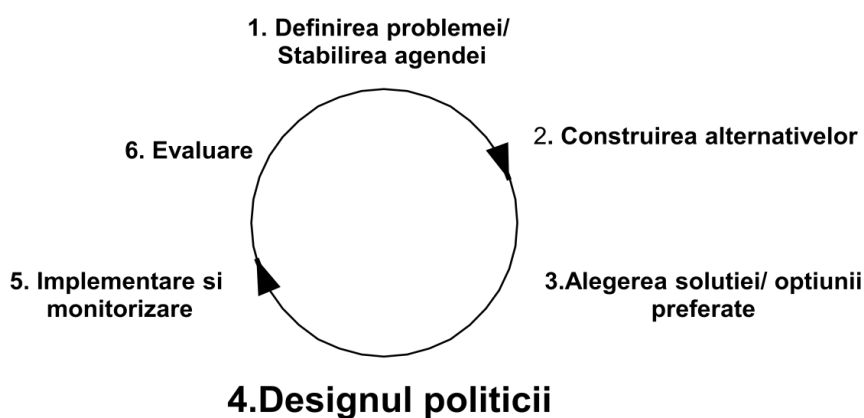 1. Definirea problemei/
Stabilirea agendei
2. Construirea alternativelor
3.Alegerea solutiei/ optiunii
preferate
4.Designul politicii
5. Implementare si
monitorizare
6. Evaluare